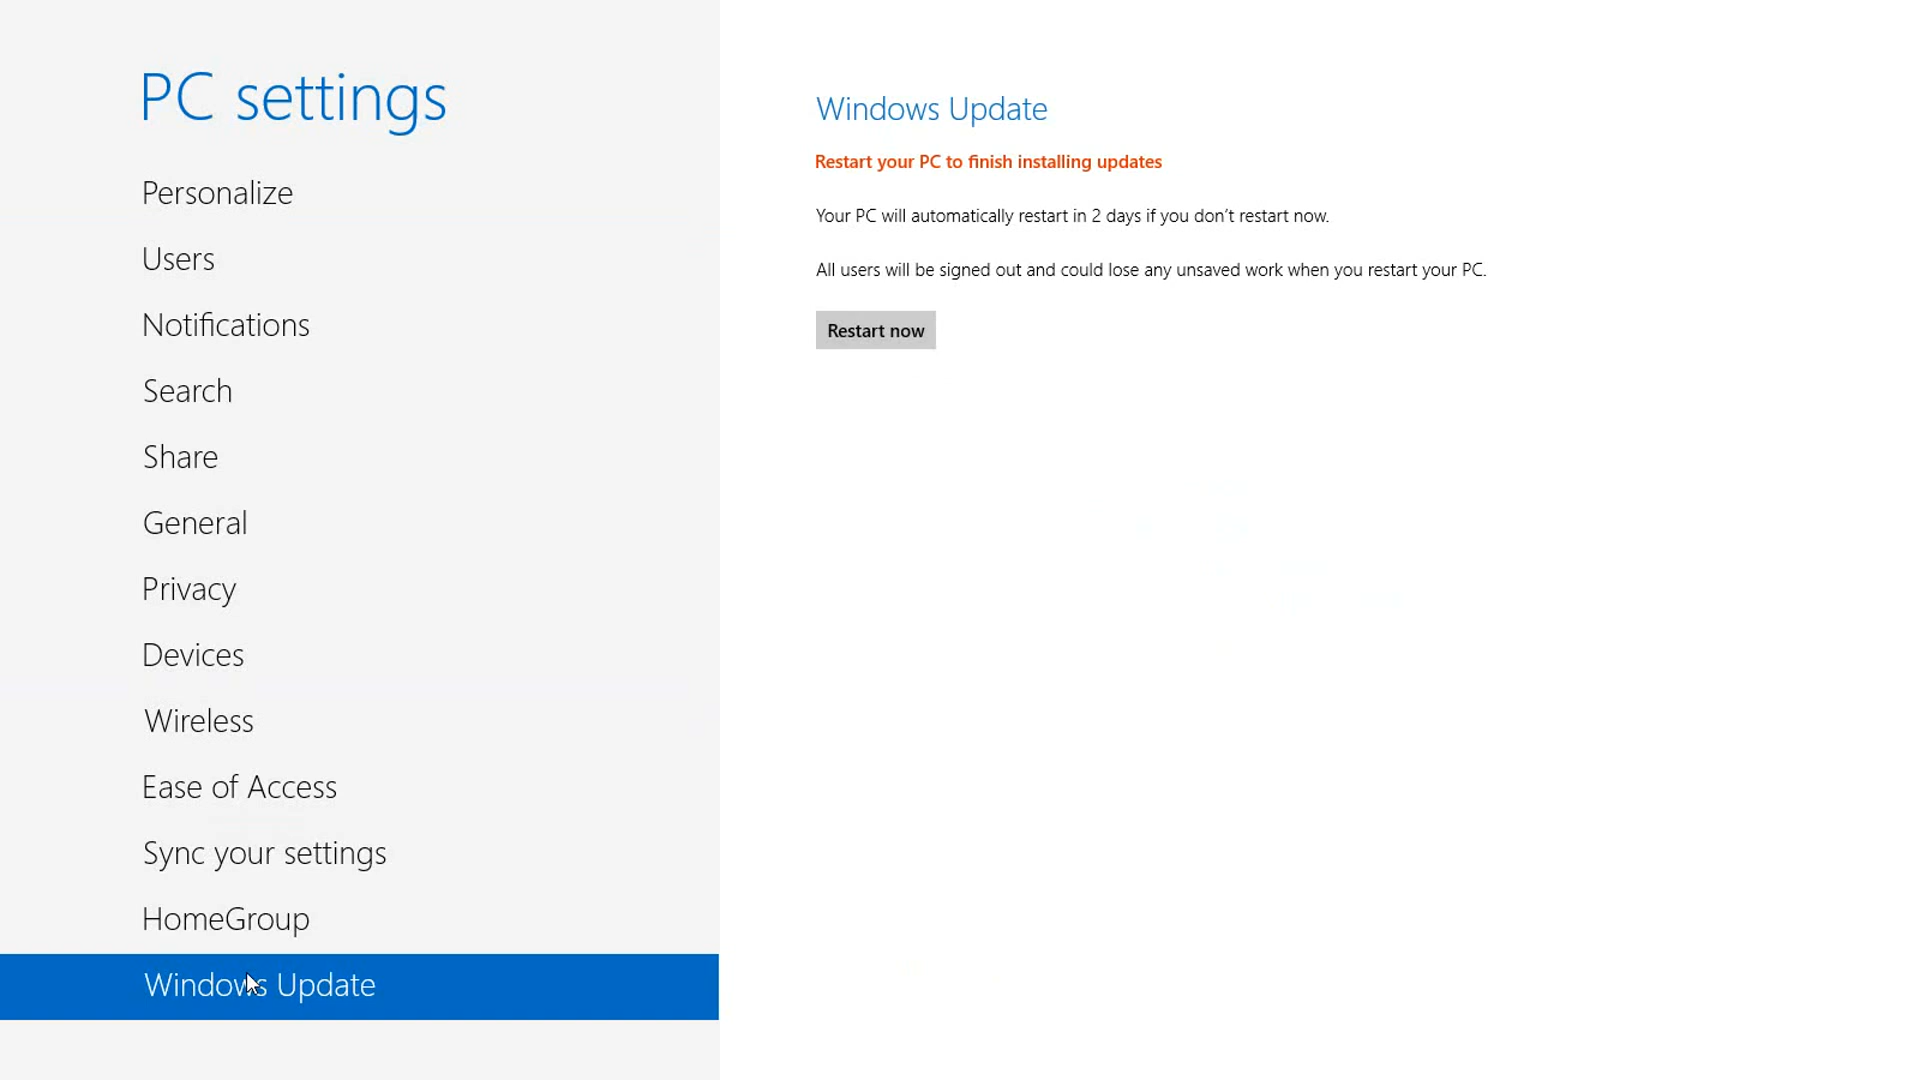 PC settings
Personalize
Users
Notifications
Search
Share
General
Privacy
Devices
Wireless
Ease of Access
Sync your settings
HomeGroup
Windows Update
Windows Update
Restart your PC to finish installing updates
Your PC will automatically restart in 2 days if you don’t restart now.
All users will be signed out and could lose any unsaved work when you restart your PC.
Restart now